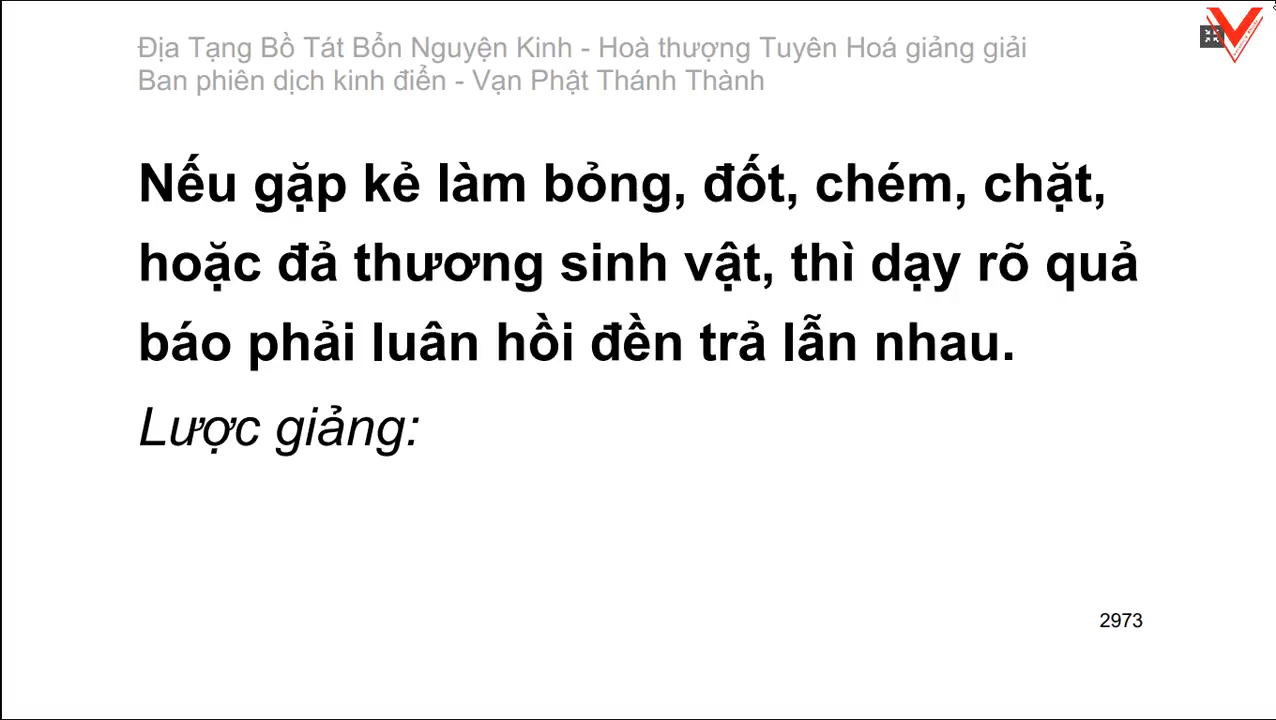 Địa Tạng Bồ Tát Bổn Nguyện Kinh - Hoà thượng Tuyên Hoá giảng giải
Ban phiên dịch kinh điển - Vạn Phật Thánh Thành
Nếu gặp kẻ làm bỏng, đốt, chém, chặt,
hoặc đả thương sinh vật, thì dạy rõ quả
báo phải luân hồi đền trả lẫn nhau.
Lược giảng:
2973